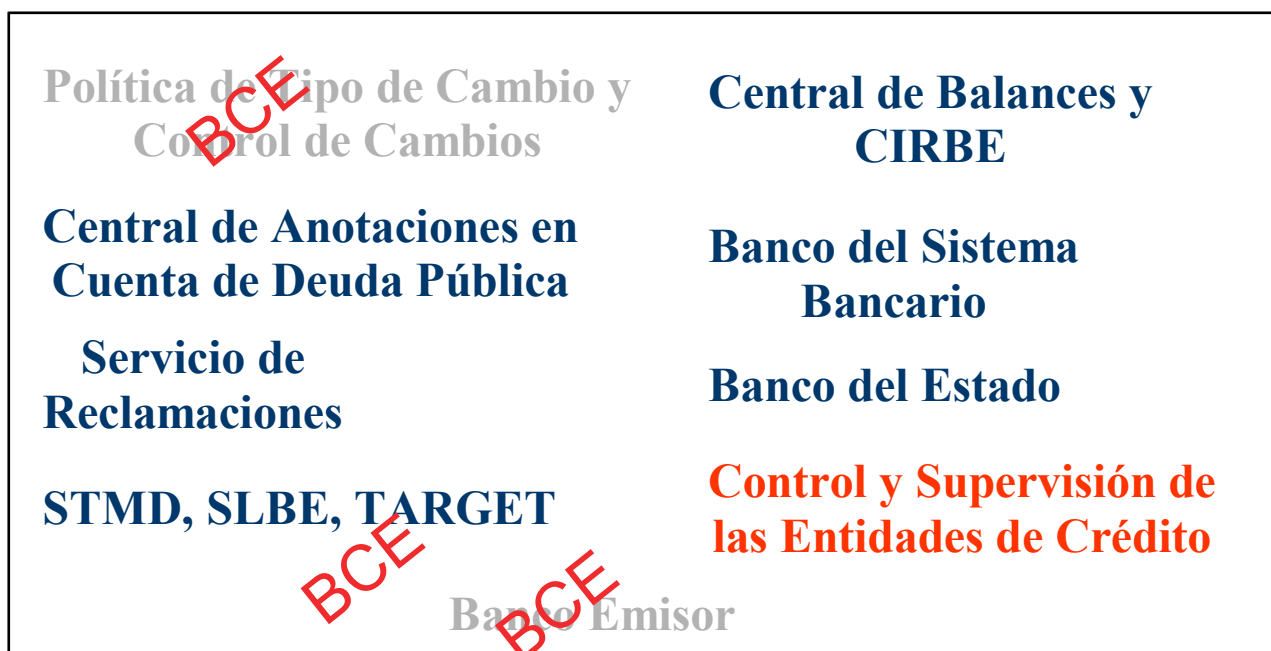 Política de Tipo de Cambio y
Control de Cambios
BCE
Central de Anotaciones en
Cuenta de Deuda Pública
Servicio de
Reclamaciones
STMD, SLBE, TARGET
BCE
Central de Balances y
CIRBE
Banco del Sistema
Bancario
Banco del Estado
Control y Supervisión de
las Entidades de Crédito
Banco Emisor
BCE